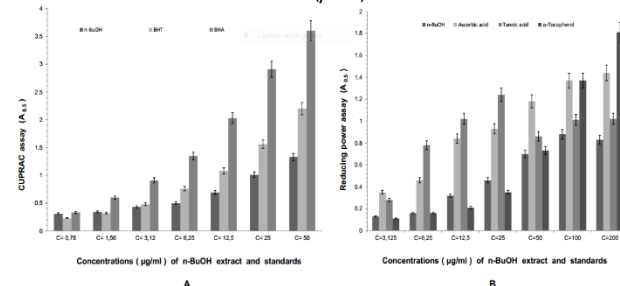 n-BuOH BHT BHA
4
3.5
3
2.5
2
1.5
1
0.5
0
CUPRAC assay (A 0.5)
C= 0,78 C= 1,56 C= 3,12 C= 6,25 C= 12,5 C= 25 C= 50
Concentrations ( µg/ml ) of n-BuOH extract and standards
A
n-BuOH Ascorbic acid Tannic acid α-Tocopherol
2
1.8
1.6
1.4
1.2
1
0.8
0.6
0.4
0.2
0
Reducing power assay (A 0.5)
C=3,125 C=6,25 C=12,5 C=25 C=50 C=100 C=200
Concentrations ( µg/ml ) of n-BuOH extract and standards
B